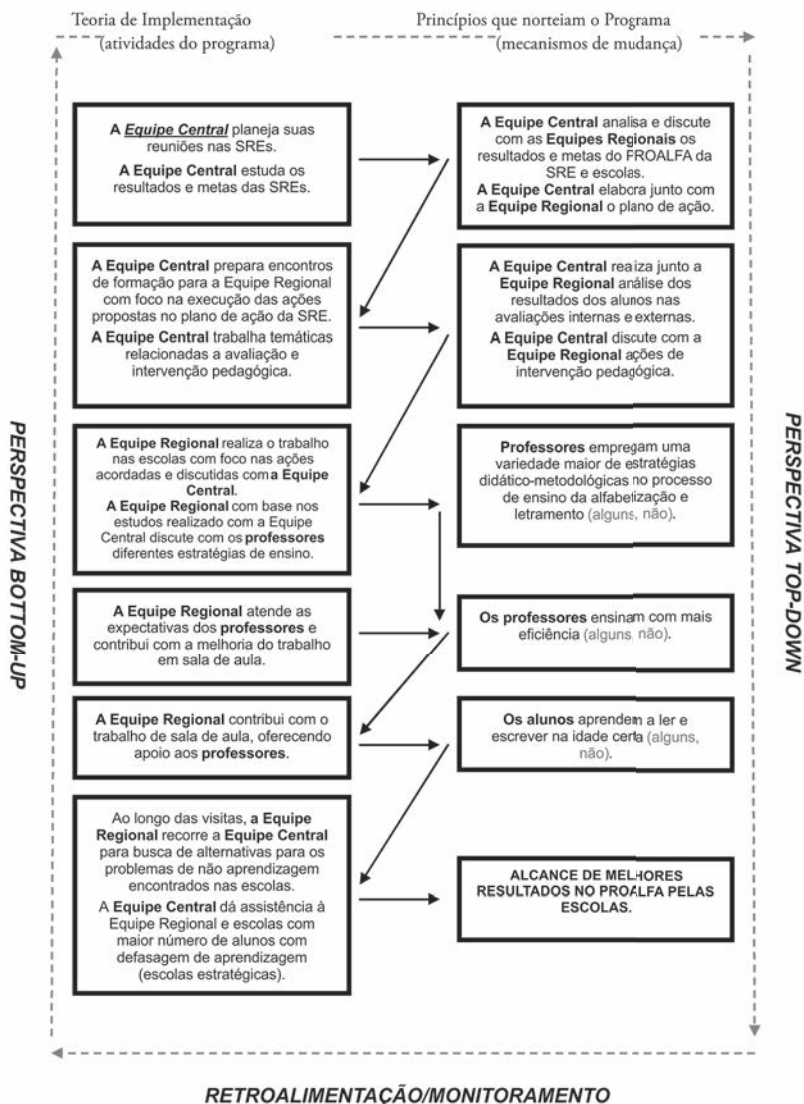 Teoria de Implementação
(atividades do programa)
Princípios que norteiam o Programa
(mecanismos de mudança)
PERSPECTIVA BOTTOM-UP
A Equipe Central planeja suas
reuniões nas SREs.
A Equipe Central estuda os
resultados e metas das SREs.
A Equipe Central analisa e discute
com as Equipes Regionais os
resultados e metas do PROALFA da
SRE e escolas.
A Equipe Central elabora junto com
a Equipe Regional o plano de ação.
A Equipe Central prepara encontros
de formação para a Equipe Regional
com foco na execução das ações
propostas no plano de ação da SRE.
A Equipe Central trabalha temáticas
relacionadas a avaliação e
intervenção pedagógica.
A Equipe Central realiza junto a
Equipe Regional análise dos
resultados dos alunos nas
avaliações internas e externas.
A Equipe Central discute com a
Equipe Regional ações de
intervenção pedagógica.
A Equipe Regional realiza o trabalho
nas escolas com foco nas ações
acordadas e discutidas com a Equipe
Central.
A Equipe Regional com base nos
estudos realizado com a Equipe
Central discute com os professores
diferentes estratégias de ensino.
Professores empregam uma
variedade maior de estratégias
didático-metodológicas no processo
de ensino da alfabelização e
letramento (alguns, não).
A Equipe Regional atende as
expectativas dos professores e
contribui com a melhoria do trabalho
em sala de aula.
Os professores ensinam com mais
eficiência (alguns, não).
A Equipe Regional contribui com o
trabalho de sala de aula, oferecendo
apoio aos professores.
Os alunos aprendem a ler e
escrever na idade certa (alguns,
não).
Ao longo das visitas, a Equipe
Regional recorre a Equipe Central
para busca de alternativas para os
problemas de não aprendizagem
encontrados nas escolas.
A Equipe Central dá assistência à
Equipe Regional e escolas com
maior número de alunos com
defasagem de aprendizagem
(escolas estratégicas).
ALCANCE DE MELHORES
RESULTADOS NO PROALFA PELAS
ESCOLAS.
PERSPECTIVA TOP-DOWN
RETROALIMENTAÇÃO/MONITORAMENTO